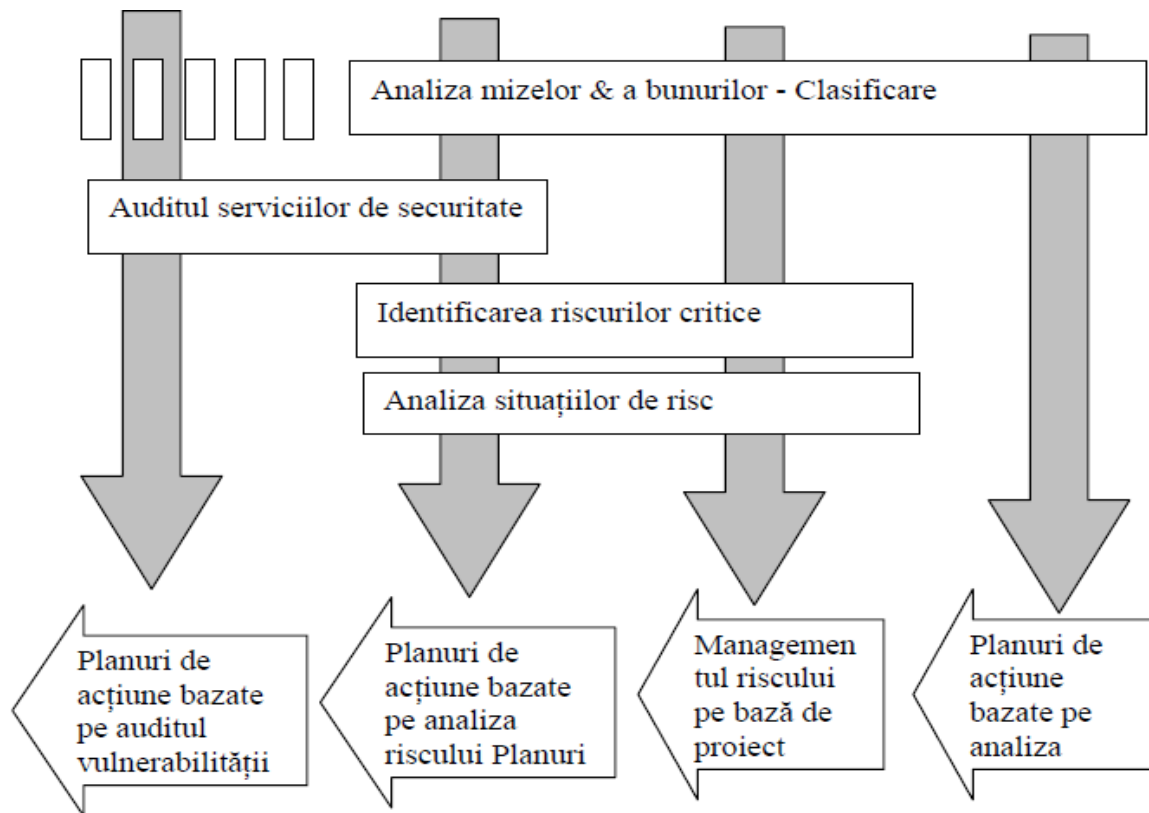 Analiza mizelor & a bunurilor - Clasificare
Auditul serviciilor de securitate
Identificarea riscurilor critice
Analiza situațiilor de risc
Planuri de
acțiune bazate
pe auditul
vulnerabilității
Planuri de
acțiune bazate
pe analiza
riscului Planuri
Managemen
tul riscului
pe bază de
proiect
Planuri de
acțiune
bazate pe
analiza